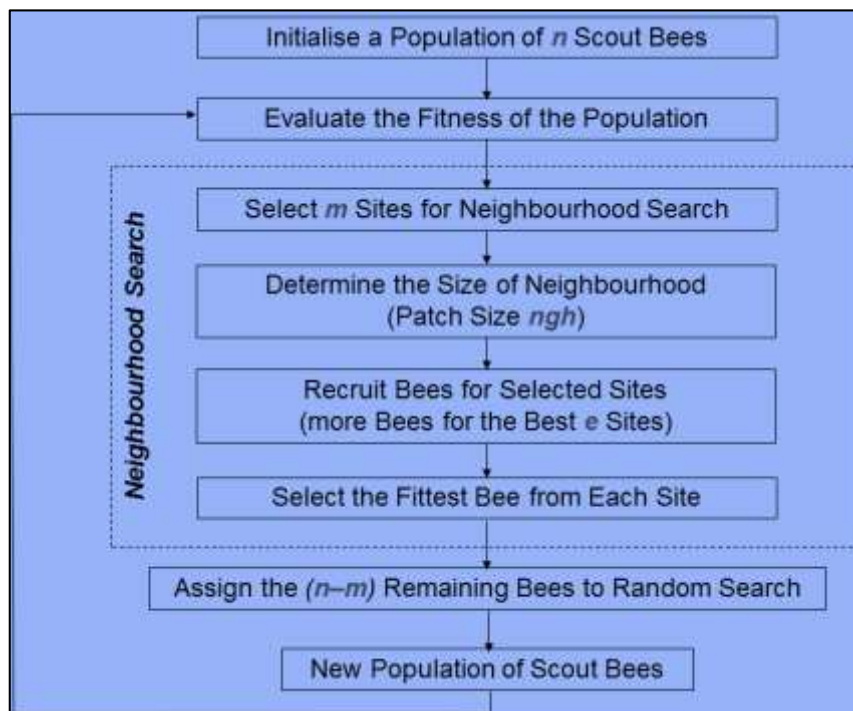 Initialise a Population of n Scout Bees
Evaluate the Fitness of the Population
Neighbourhood Search
Select m Sites for Neighbourhood Search
Determine the Size of Neighbourhood
(Patch Size ngh)
Recruit Bees for Selected Sites
(more Bees for the Best e Sites)
Select the Fittest Bee from Each Site
Assign the (n–m) Remaining Bees to Random Search
New Population of Scout Bees